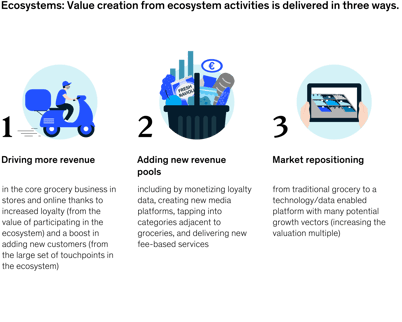 Ecosystems: Value creation from ecosystem activities is delivered in three ways.
1
Driving more revenue
in the core grocery business in
stores and online thanks to
increased loyalty (from the
value of participating in the
ecosystem) and a boost in
adding new customers (from
the large set of touchpoints in
the ecosystem)
€
FRESH
2
Adding new revenue
pools
including by monetizing loyalty
data, creating new media
platforms, tapping into
categories adjacent to
groceries, and delivering new
fee-based services
3
Market repositioning
from traditional grocery to a
technology/data enabled
platform with many potential
growth vectors (increasing the
valuation multiple)